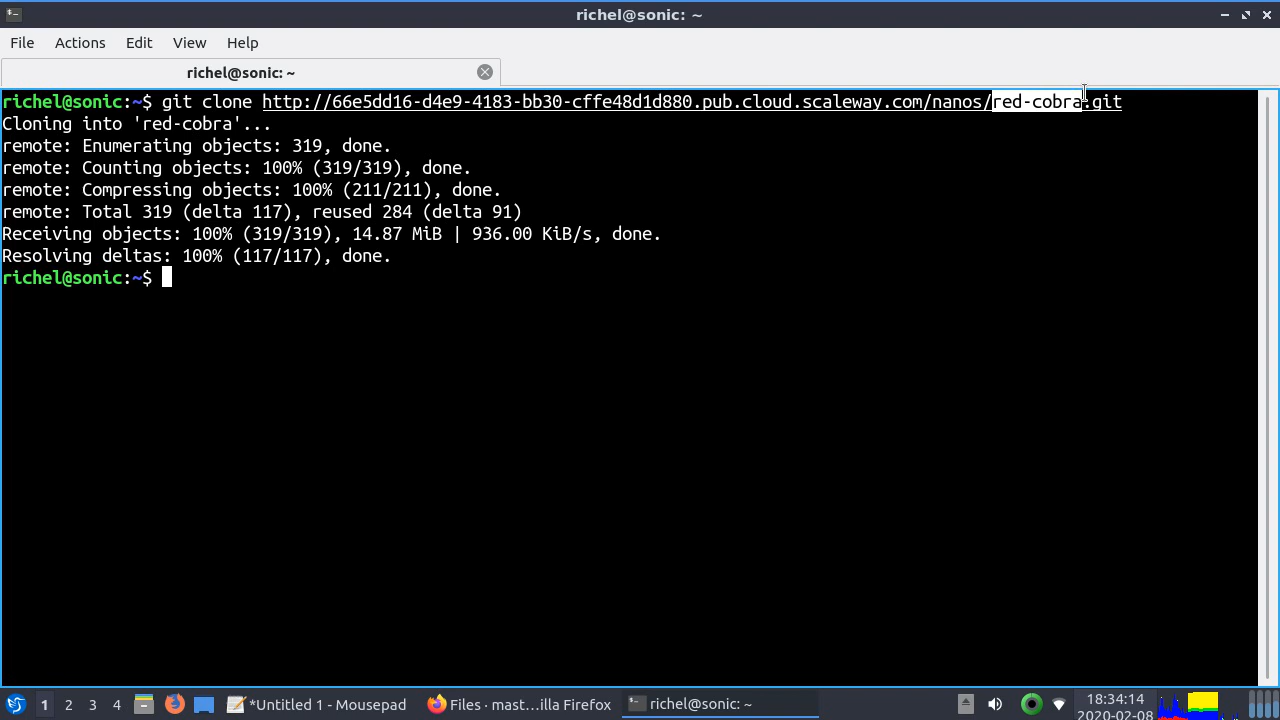 richel@sonic: ~
File Actions Edit View Help
richel@sonic: ~
richel@sonic:~$ git clone http://66e5dd16-d4e9-4183-bb30-cffe48d1d880.pub.cloud.scaleway.com/nanos/red-cobra.git
Cloning into 'red-cobra'...
remote: Enumerating objects: 319, done.
remote: Counting objects: 100% (319/319), done.
remote: Compressing objects: 100% (211/211), done.
remote: Total 319 (delta 117), reused 284 (delta 91)
Receiving objects: 100% (319/319), 14.87 MiB | 936.00 KiB/s, done.
Resolving deltas: 100% (117/117), done.
richel@sonic:~$
1 2 3 4 *Untitled 1 - Mousepad Files · mast…illa Firefox richel@sonic: ~ 18:34:14
2020-02-08